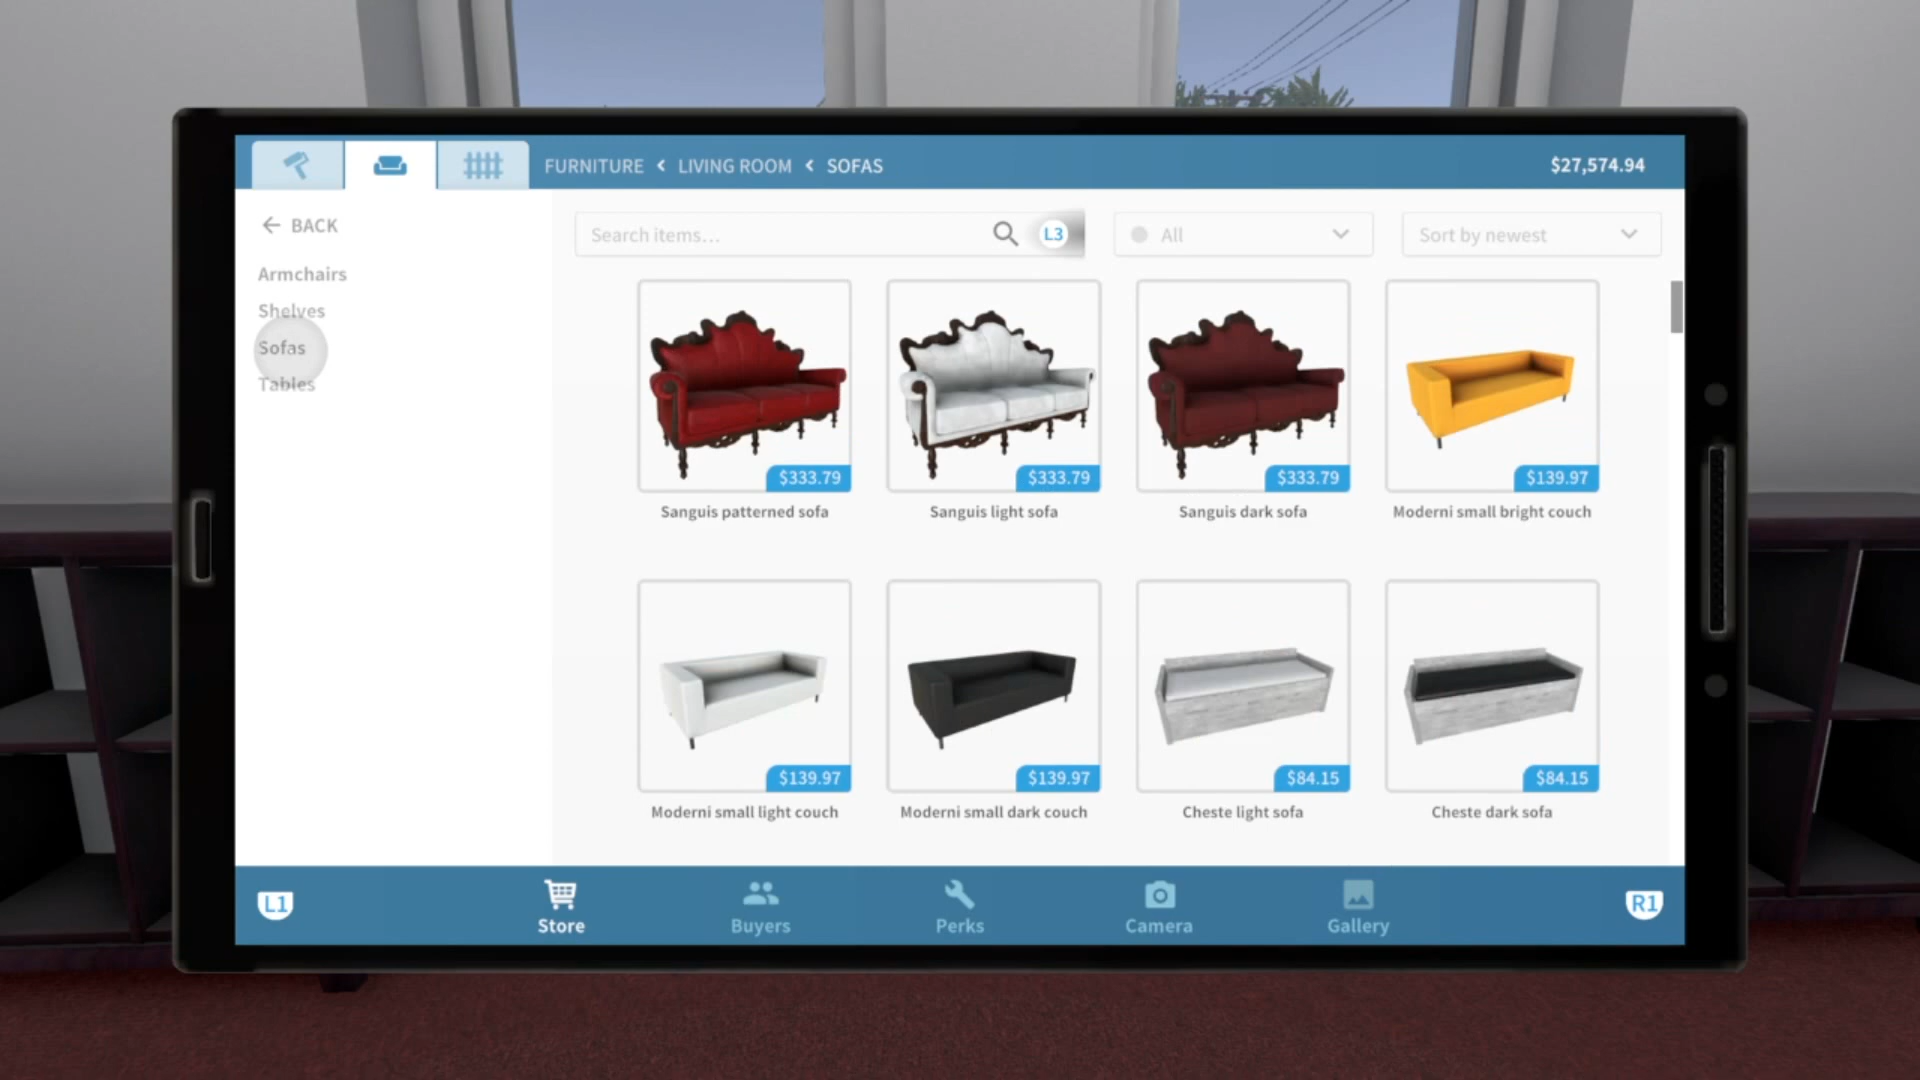 FURNITURE < LIVING ROOM < SOFAS
$27,574.94
BACK
Armchairs
Shelves
Sofas
Tables
Search items...
L3
All
Sort by newest
$333.79
Sanguis patterned sofa
$333.79
Sanguis light sofa
$333.79
Sanguis dark sofa
$139.97
Moderni small bright couch
$139.97
Moderni small light couch
$139.97
Moderni small dark couch
$84.15
Cheste light sofa
$84.15
Cheste dark sofa
L1
Store
Buyers
Perks
Camera
Gallery
R1